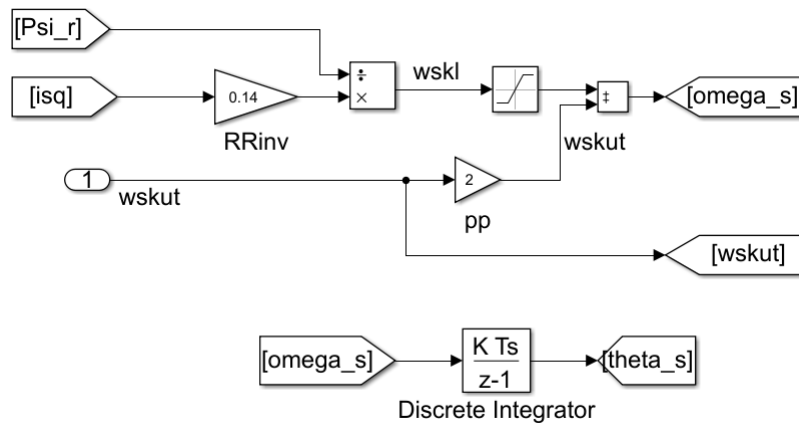 [Psi_r]
[isq]
0.14
RRinv
÷
×
wskl
+
+
[omega_s]
1
wskut
2
pp
wskut
[wskut]
[omega_s]
K Ts
z-1
Discrete Integrator
[theta_s]